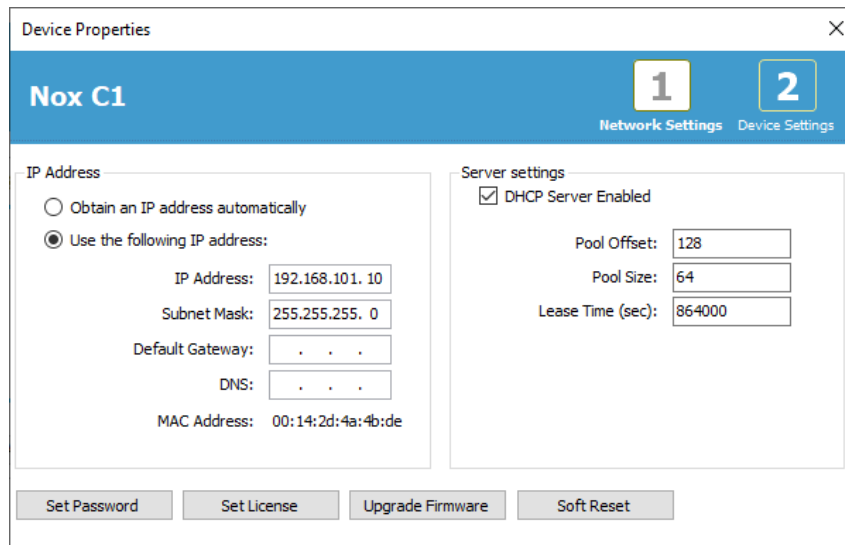 Device Properties
Nox C1
1
Network Settings
2
Device Settings
IP Address
Obtain an IP address automatically
Use the following IP address:
IP Address: 192.168.101. 10
Subnet Mask: 255.255.255. 0
Default Gateway: . . .
DNS: . . .
MAC Address: 00:14:2d:4a:4b:de
Server settings
DHCP Server Enabled
Pool Offset: 128
Pool Size: 64
Lease Time (sec): 864000
Set Password
Set License
Upgrade Firmware
Soft Reset